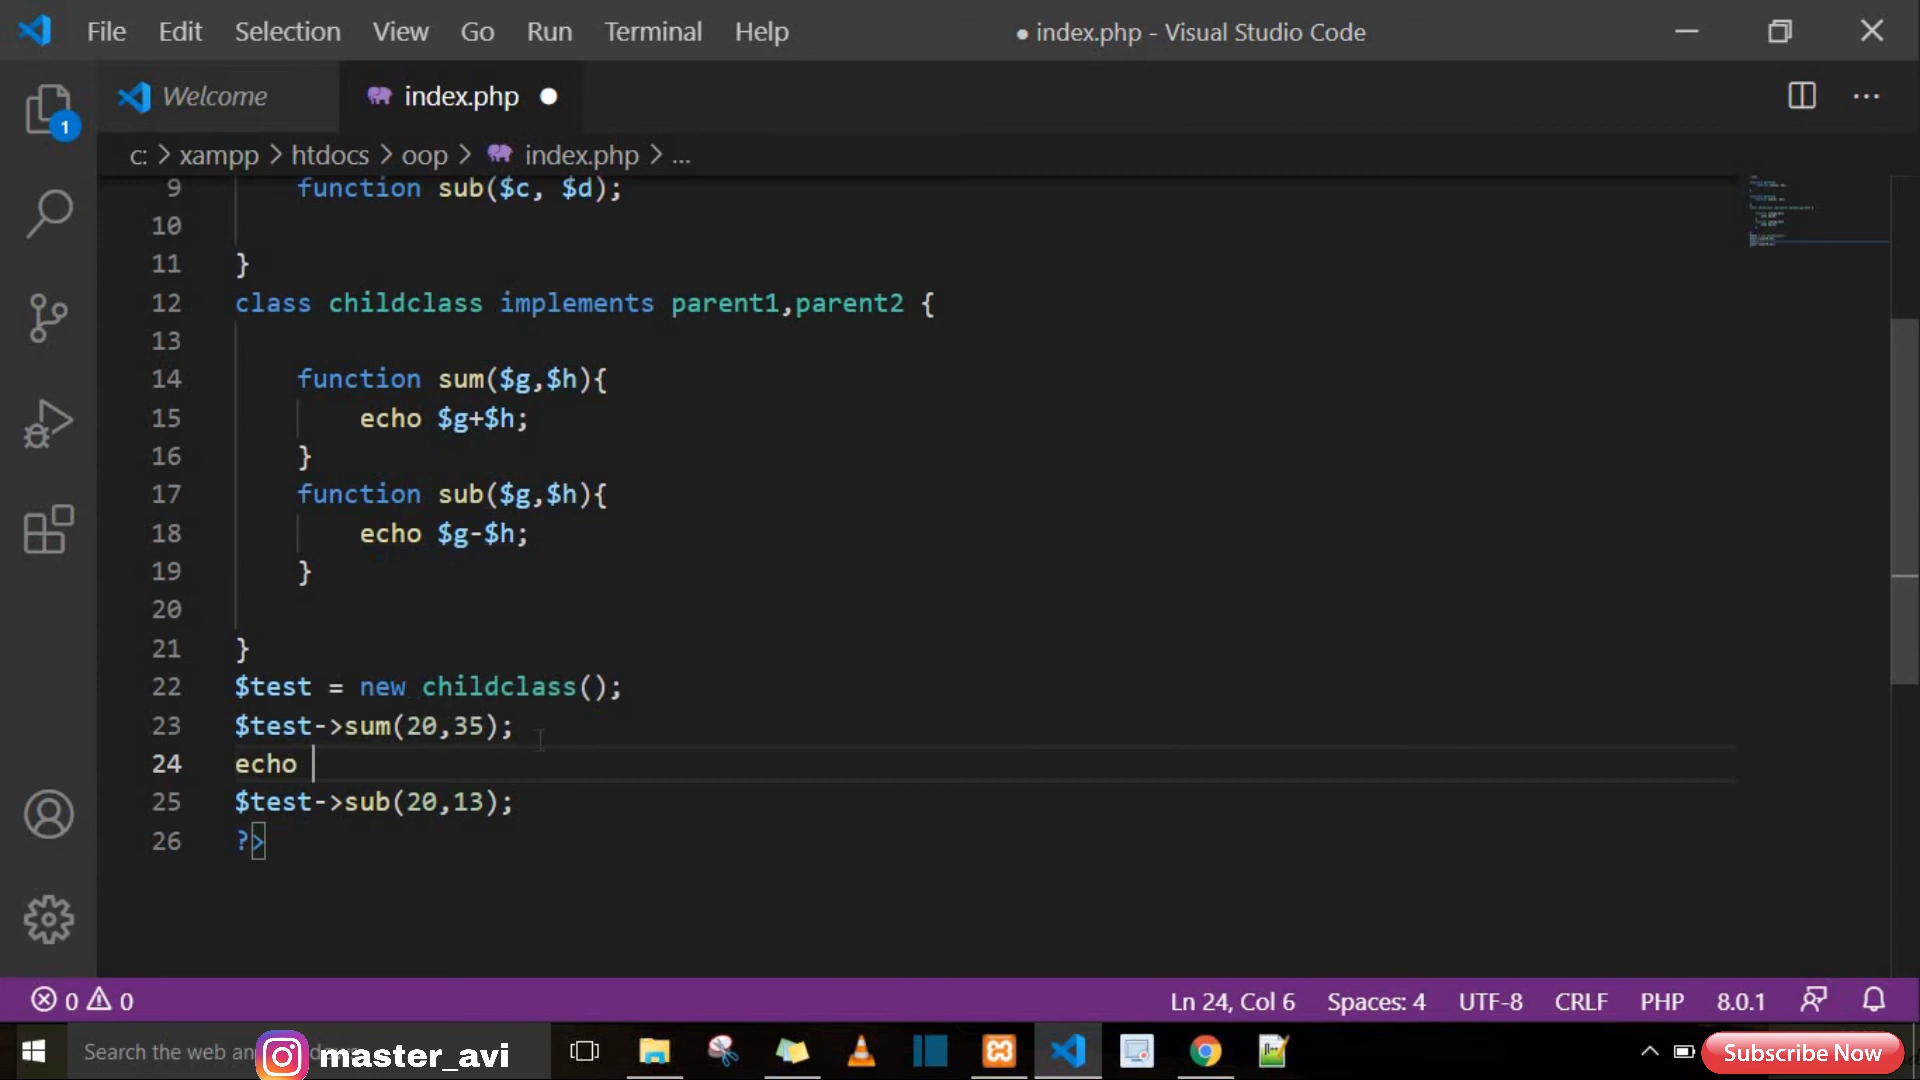 File Edit Selection View Go Run Terminal Help
● index.php - Visual Studio Code
Welcome
index.php ●
1
c: > xampp > htdocs > oop > index.php > ...
9 function sub($c, $d);
10
11 }
12 class childclass implements parent1,parent2 {
13
14 function sum($g,$h){
15 echo $g+$h;
16 }
17 function sub($g,$h){
18 echo $g-$h;
19 }
20
21 }
22 $test = new childclass();
23 $test->sum(20,35);
24 echo
25 $test->sub(20,13);
26 ?>
0 0
Ln 24, Col 6 Spaces: 4 UTF-8 CRLF PHP 8.0.1
Search the web an
master_avi
Subscribe Now